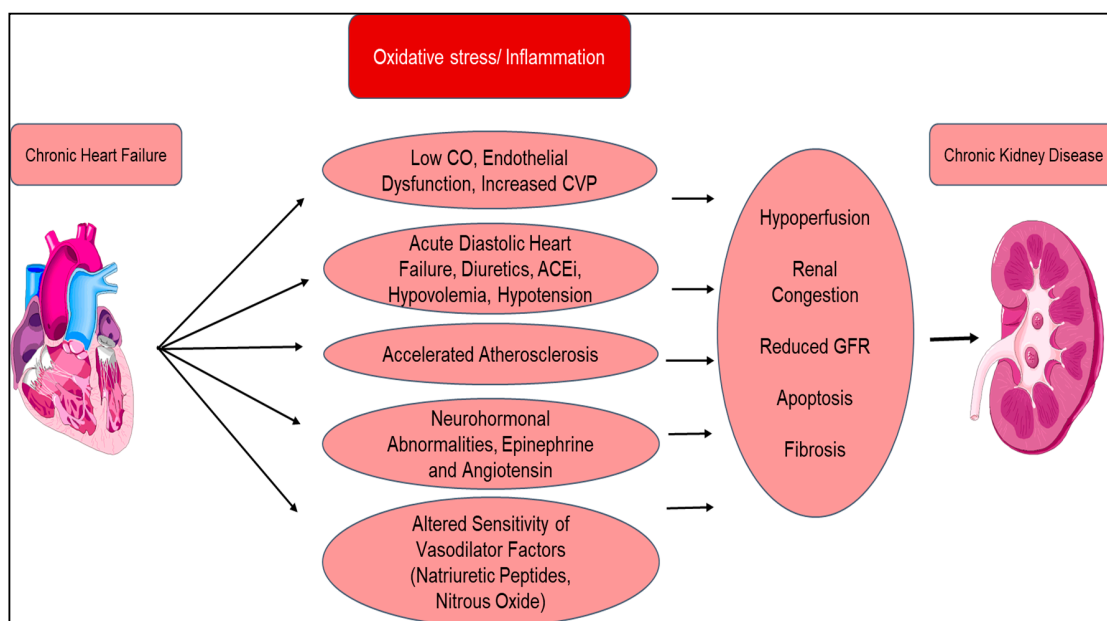 Oxidative stress/ Inflammation
Chronic Heart Failure
Chronic Kidney Disease
Low CO, Endothelial
Dysfunction, Increased CVP
Acute Diastolic Heart
Failure, Diuretics, ACEi,
Hypovolemia, Hypotension
Accelerated Atherosclerosis
Neurohormonal
Abnormalities, Epinephrine
and Angiotensin
Altered Sensitivity of
Vasodilator Factors
(Natriuretic Peptides,
Nitrous Oxide)
Hypoperfusion
Renal
Congestion
Reduced GFR
Apoptosis
Fibrosis